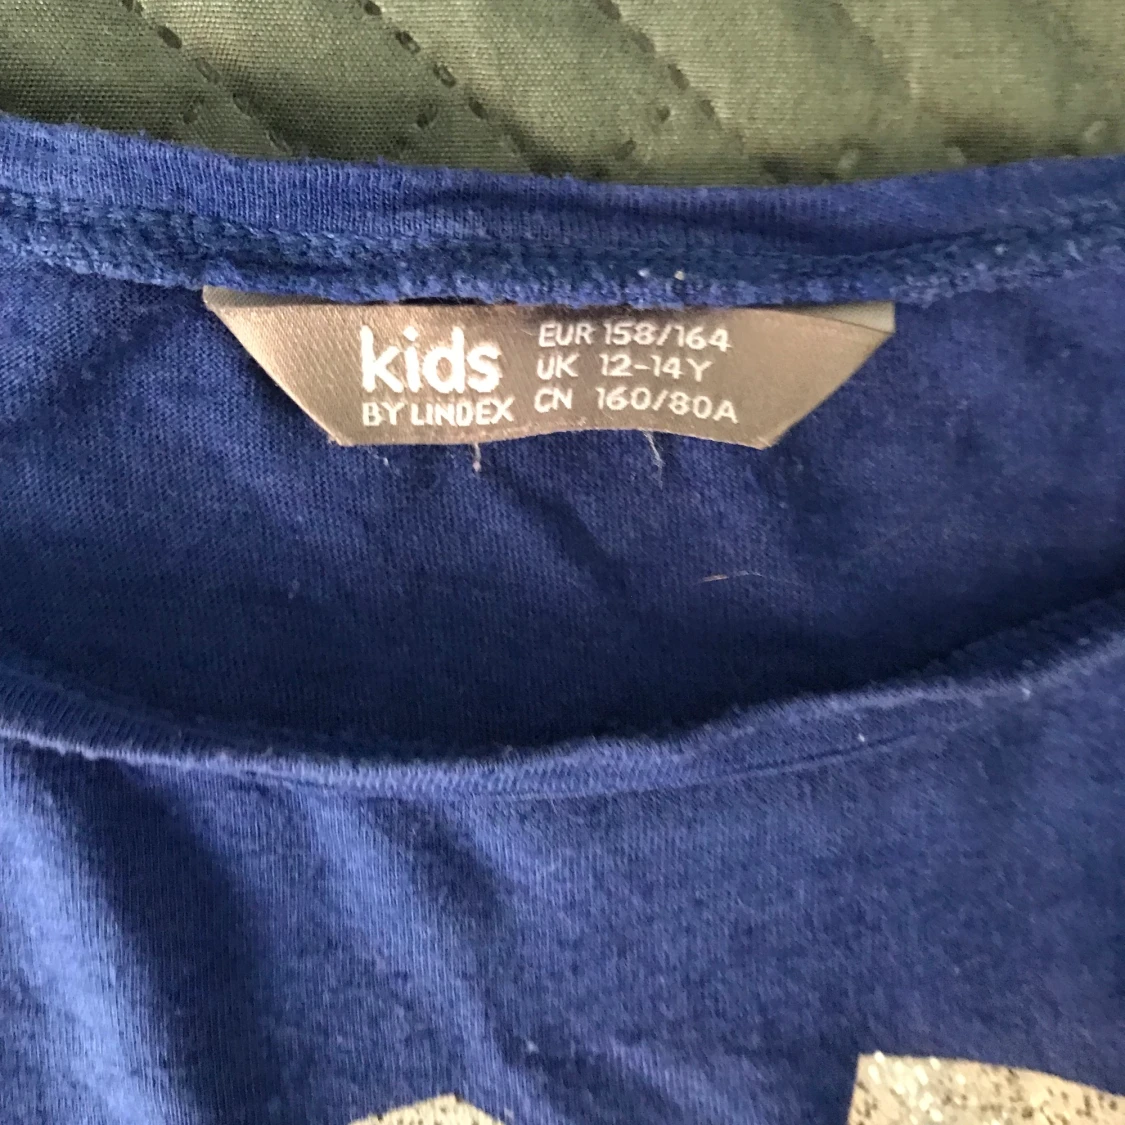 kids
BY LINDEX
EUR 158/164
UK 12-14Y
CN 160/80A